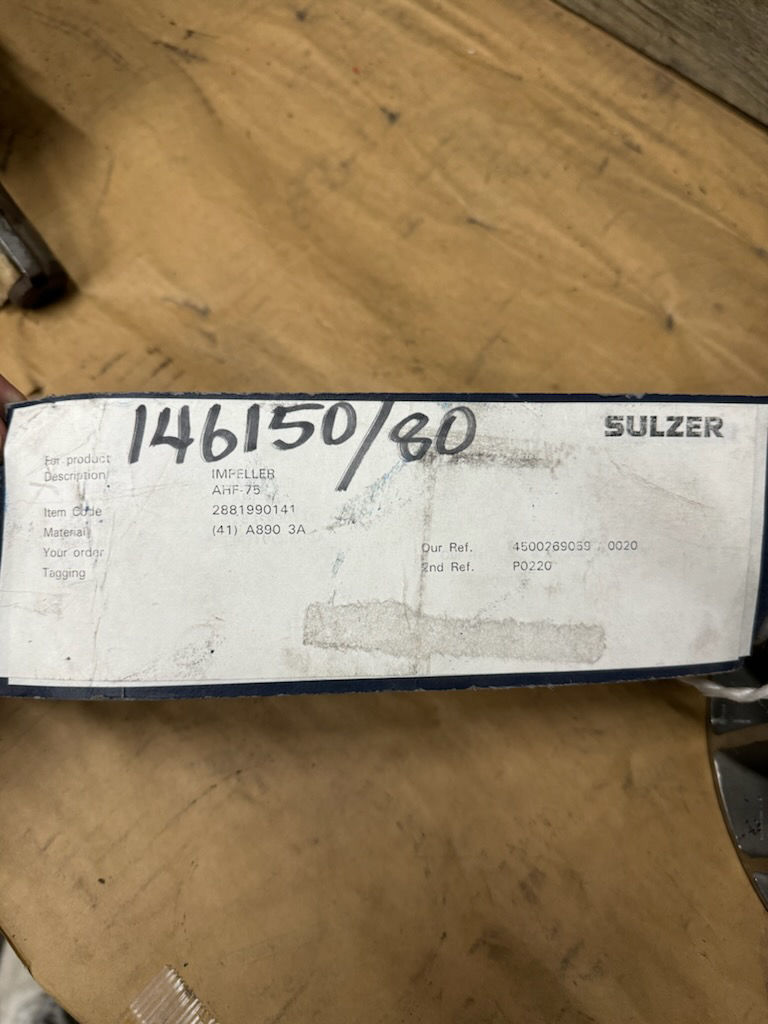 146150/80
SULZER
For product
Description IMPELLER
AHF-75
Item Code 2881990141
Material (41) A890 3A
Your order Our Ref. 4500269059 / 0020
Tagging 2nd Ref. P0220